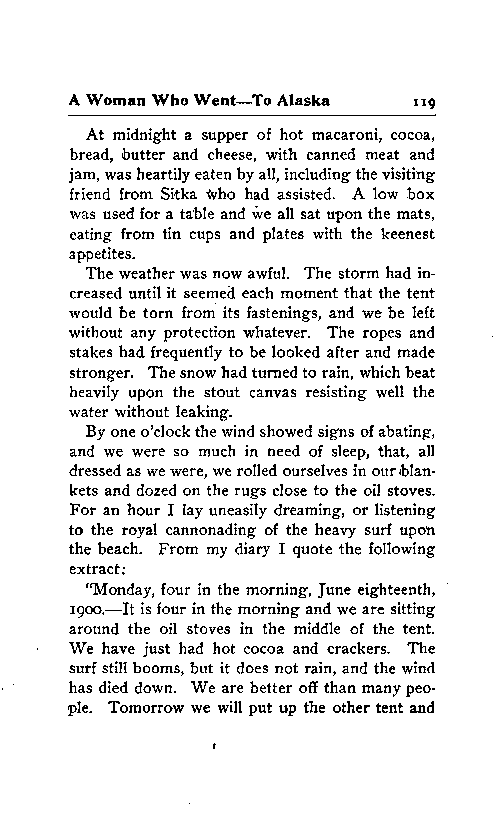 A Woman Who Went—To Alaska 119
At midnight a supper of hot macaroni, cocoa,
bread, butter and cheese, with canned meat and
jam, was heartily eaten by all, including the visiting
friend from Sitka who had assisted. A low box
was used for a table and we all sat upon the mats,
eating from tin cups and plates with the keenest
appetites.
The weather was now awful. The storm had in-
creased until it seemed each moment that the tent
would be torn from its fastenings, and we be left
without any protection whatever. The ropes and
stakes had frequently to be looked after and made
stronger. The snow had turned to rain, which beat
heavily upon the stout canvas resisting well the
water without leaking.
By one o'clock the wind showed signs of abating,
and we were so much in need of sleep, that, all
dressed as we were, we rolled ourselves in our blan-
kets and dozed on the rugs close to the oil stoves.
For an hour I lay uneasily dreaming, or listening
to the royal cannonading of the heavy surf upon
the beach. From my diary I quote the following
extract:
"Monday, four in the morning, June eighteenth,
1900.—It is four in the morning and we are sitting
around the oil stoves in the middle of the tent.
We have just had hot cocoa and crackers. The
surf still booms, but it does not rain, and the wind
has died down. We are better off than many peo-
ple. Tomorrow we will put up the other tent and